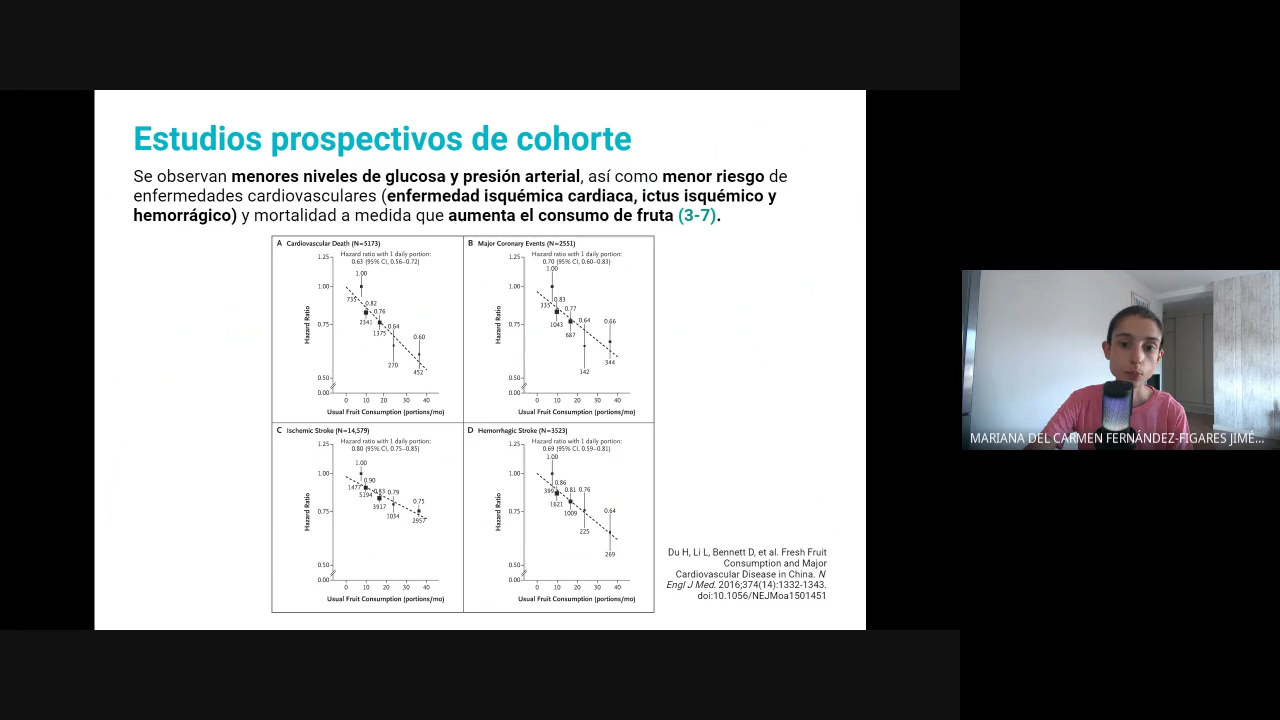 Estudios prospectivos de cohorte
Se observan menores niveles de glucosa y presión arterial, así como menor riesgo de
enfermedades cardiovasculares (enfermedad isquémica cardiaca, ictus isquémico y
hemorrágico) y mortalidad a medida que aumenta el consumo de fruta (3-7).
A Cardiovascular Death (N=5173)
Hazard ratio with 1 daily portion:
0.63 (95% CI, 0.56–0.72)
1.25
1.00
0.75
0.50
0.00
Hazard Ratio
1.00
735
0.82
2341
0.76
1375
0.64
270
0.60
452
0 10 20 30 40
Usual Fruit Consumption (portions/mo)
B Major Coronary Events (N=2551)
Hazard ratio with 1 daily portion:
0.70 (95% CI, 0.60–0.83)
1.25
1.00
0.75
0.50
0.00
Hazard Ratio
1.00
335
0.83
1043
0.77
687
0.64
142
0.66
344
0 10 20 30 40
Usual Fruit Consumption (portions/mo)
C Ischemic Stroke (N=14,579)
Hazard ratio with 1 daily portion:
0.80 (95% CI, 0.75–0.85)
1.25
1.00
0.75
0.50
0.00
Hazard Ratio
1.00
1477
0.90
5194
0.83
3917
0.79
1034
0.75
2957
0 10 20 30 40
Usual Fruit Consumption (portions/mo)
D Hemorrhagic Stroke (N=3523)
Hazard ratio with 1 daily portion:
0.69 (95% CI, 0.59–0.81)
1.25
1.00
0.75
0.50
0.00
Hazard Ratio
1.00
399
0.86
1621
0.81
1009
0.76
225
0.64
269
0 10 20 30 40
Usual Fruit Consumption (portions/mo)
Du H, Li L, Bennett D, et al. Fresh Fruit
Consumption and Major
Cardiovascular Disease in China. N
Engl J Med. 2016;374(14):1332-1343.
doi:10.1056/NEJMoa1501451
MARIANA DEL CARMEN FERNÁNDEZ-FIGARES JIMÉ...